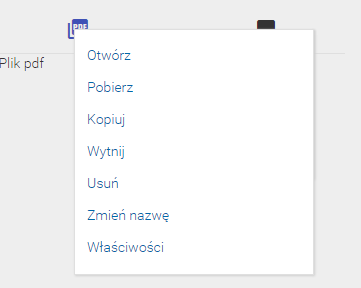 PDF
Plik pdf
Otwórz
Pobierz
Kopiuj
Wytnij
Usuń
Zmień nazwę
Właściwości